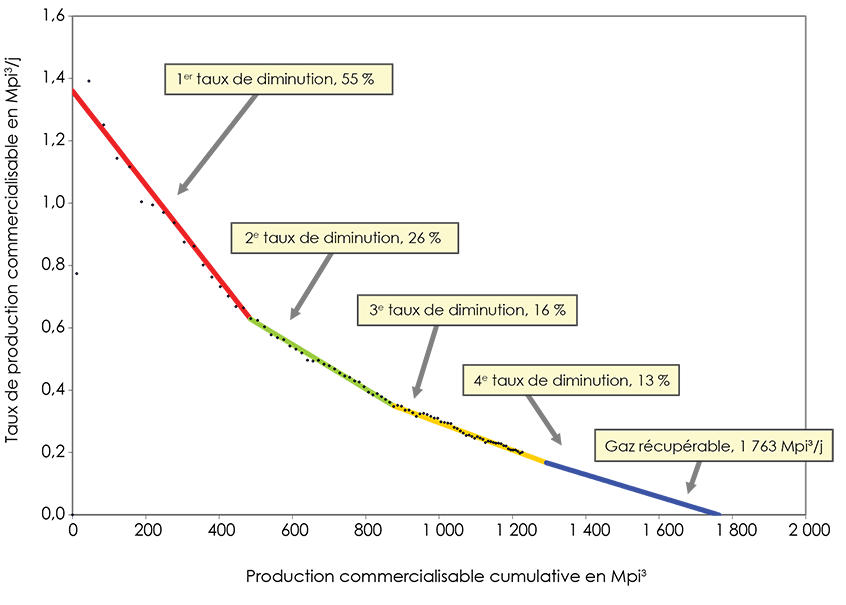 Taux de production commercialisable en Mpi³/j
1,6
1,4
1,2
1,0
0,8
0,6
0,4
0,2
0,0
1er taux de diminution, 55 %
2e taux de diminution, 26 %
3e taux de diminution, 16 %
4e taux de diminution, 13 %
Gaz récupérable, 1 763 Mpi³/j
0 200 400 600 800 1 000 1 200 1 400 1 600 1 800 2 000
Production commercialisable cumulative en Mpi³